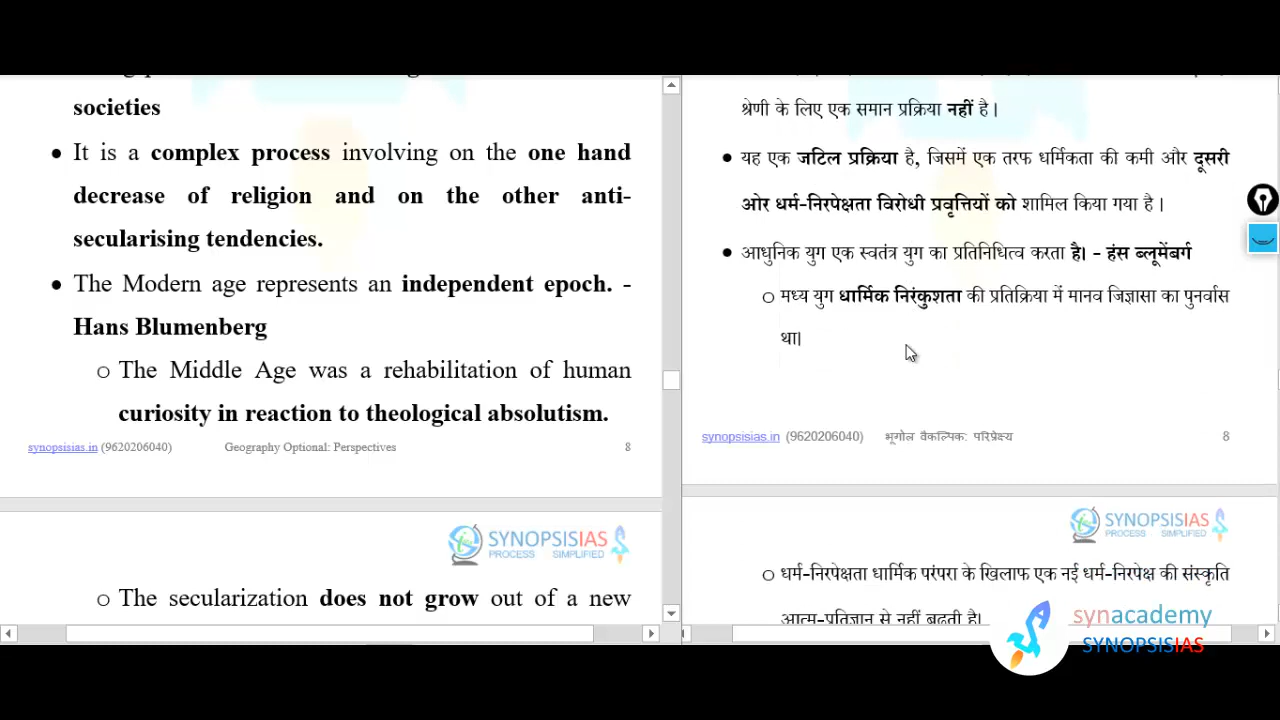 societies
• It is a complex process involving on the one hand
decrease of religion and on the other anti-
secularising tendencies.
• The Modern age represents an independent epoch. -
Hans Blumenberg
o The Middle Age was a rehabilitation of human
curiosity in reaction to theological absolutism.
synopsisias.in (9620206040) Geography Optional: Perspectives 8
SYNOPSISIAS
PROCESS SIMPLIFIED
o The secularization does not grow out of a new
श्रेणी के लिए एक समान प्रक्रिया नहीं है।
• यह एक जटिल प्रक्रिया है, जिसमें एक तरफ धर्मिकता की कमी और दूसरी
ओर धर्म-निरपेक्षता विरोधी प्रवृत्तियों को शामिल किया गया है।
• आधुनिक युग एक स्वतंत्र युग का प्रतिनिधित्व करता है। - हंस ब्लूमेंबर्ग
o मध्य युग धार्मिक निरंकुशता की प्रतिक्रिया में मानव जिज्ञासा का पुनर्वास
था।
synopsisias.in (9620206040) भूगोल वैकल्पिक: परिप्रेक्ष्य 8
SYNOPSISIAS
PROCESS SIMPLIFIED
o धर्म-निरपेक्षता धार्मिक परंपरा के खिलाफ एक नई धर्म-निरपेक्ष की संस्कृति
आत्म-प्रतिज्ञान से नहीं बढती है।
synacademy
SYNOPSISIAS